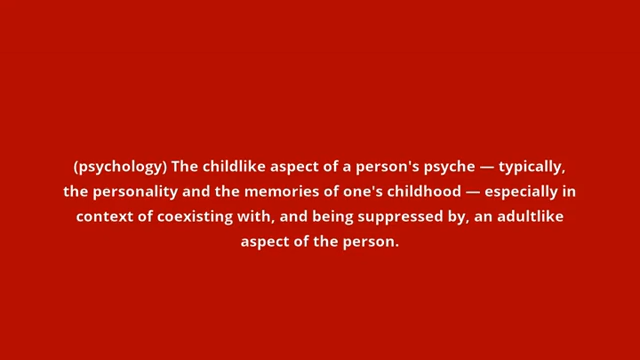 (psychology) The childlike aspect of a person's psyche — typically,
the personality and the memories of one's childhood — especially in
context of coexisting with, and being suppressed by, an adultlike
aspect of the person.